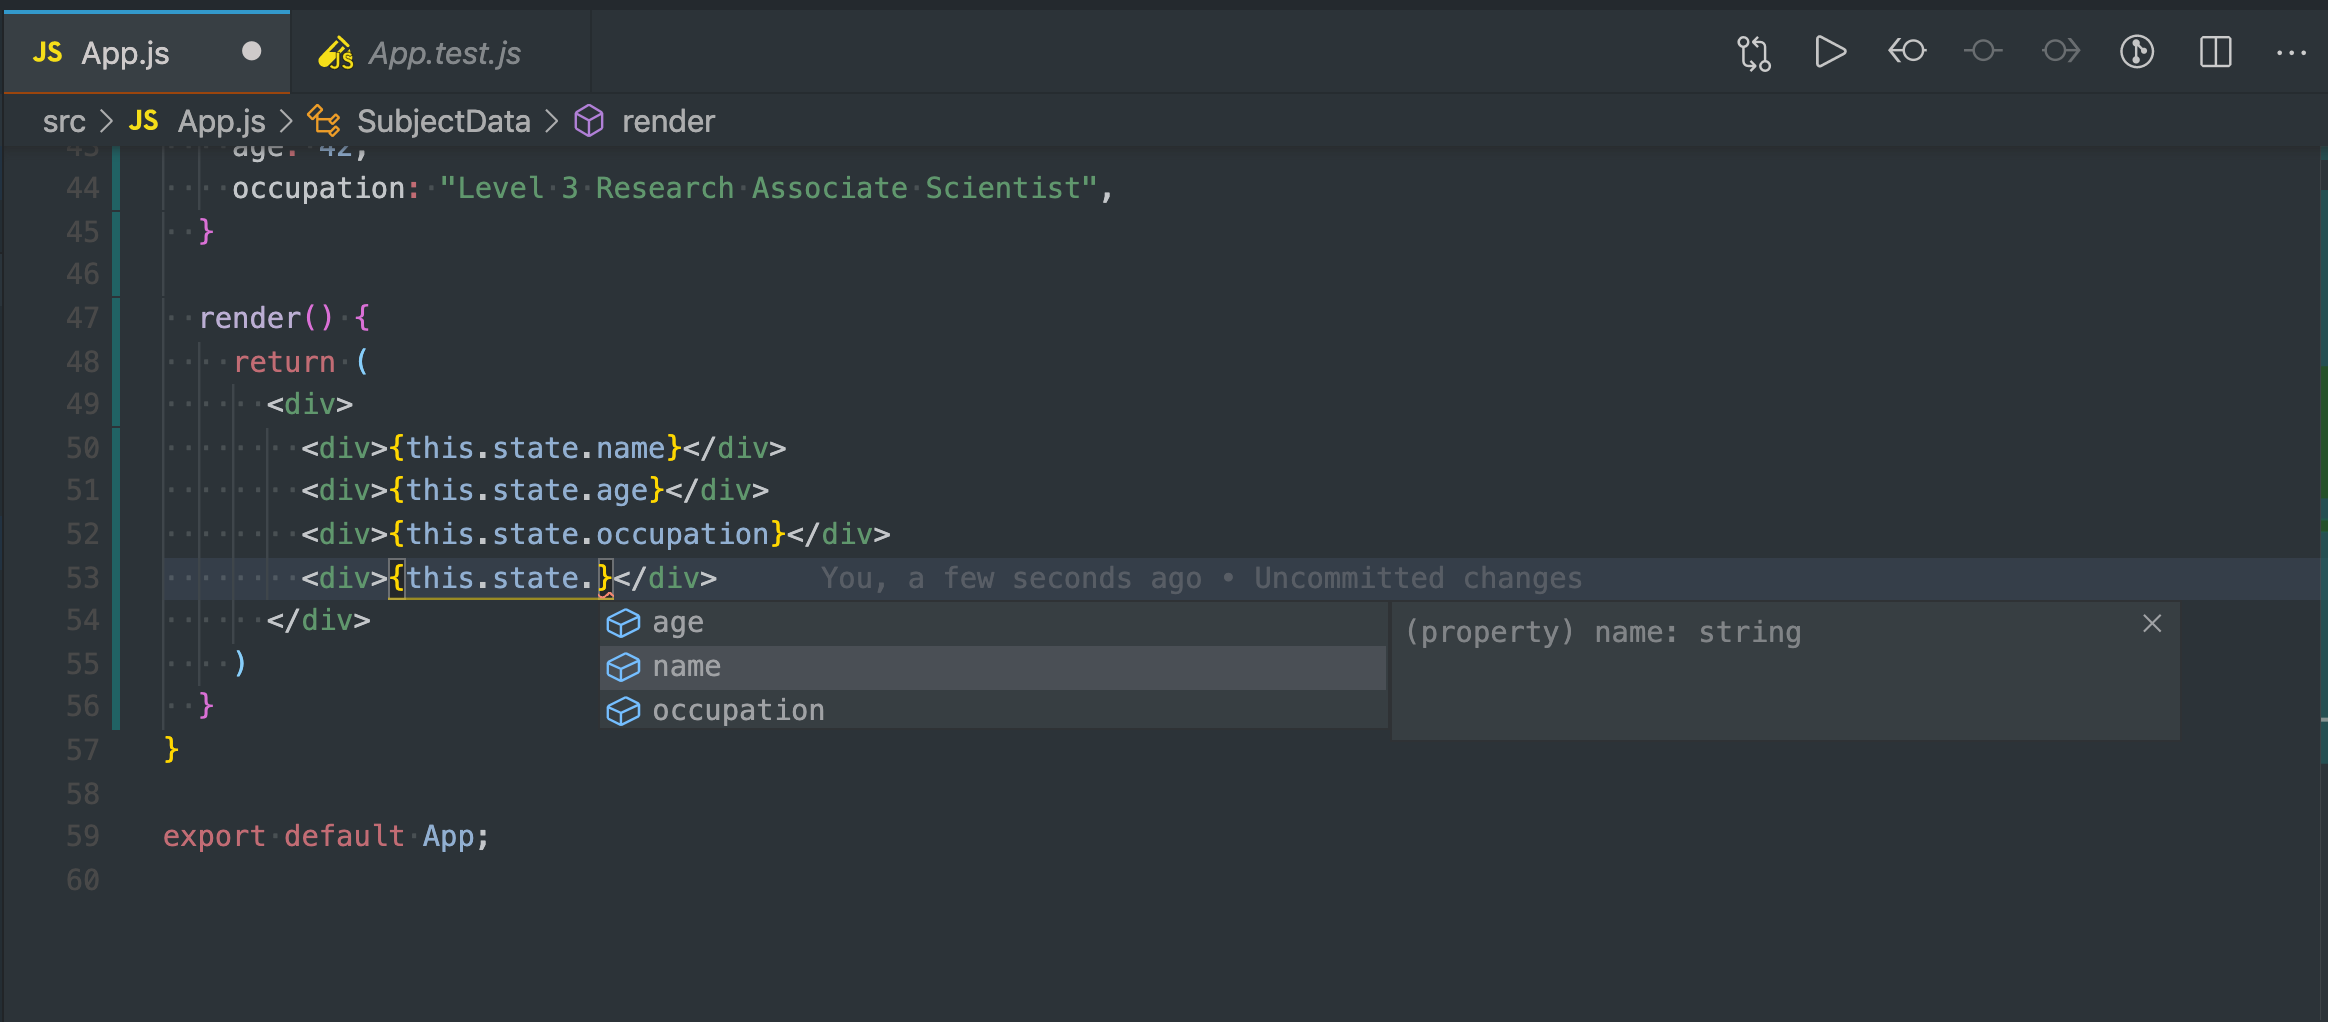 JS App.js
JS App.test.js
src > JS App.js > SubjectData > render
43 age: 42,
44 occupation: "Level 3 Research Associate Scientist",
45 }
46
47 render() {
48 return (
49 <div>
50 <div>{this.state.name}</div>
51 <div>{this.state.age}</div>
52 <div>{this.state.occupation}</div>
53 <div>{this.state.}</div> You, a few seconds ago • Uncommitted changes
54 </div>
age
(property) name: string
55 )
name
56 }
occupation
57 }
58
59 export default App;
60